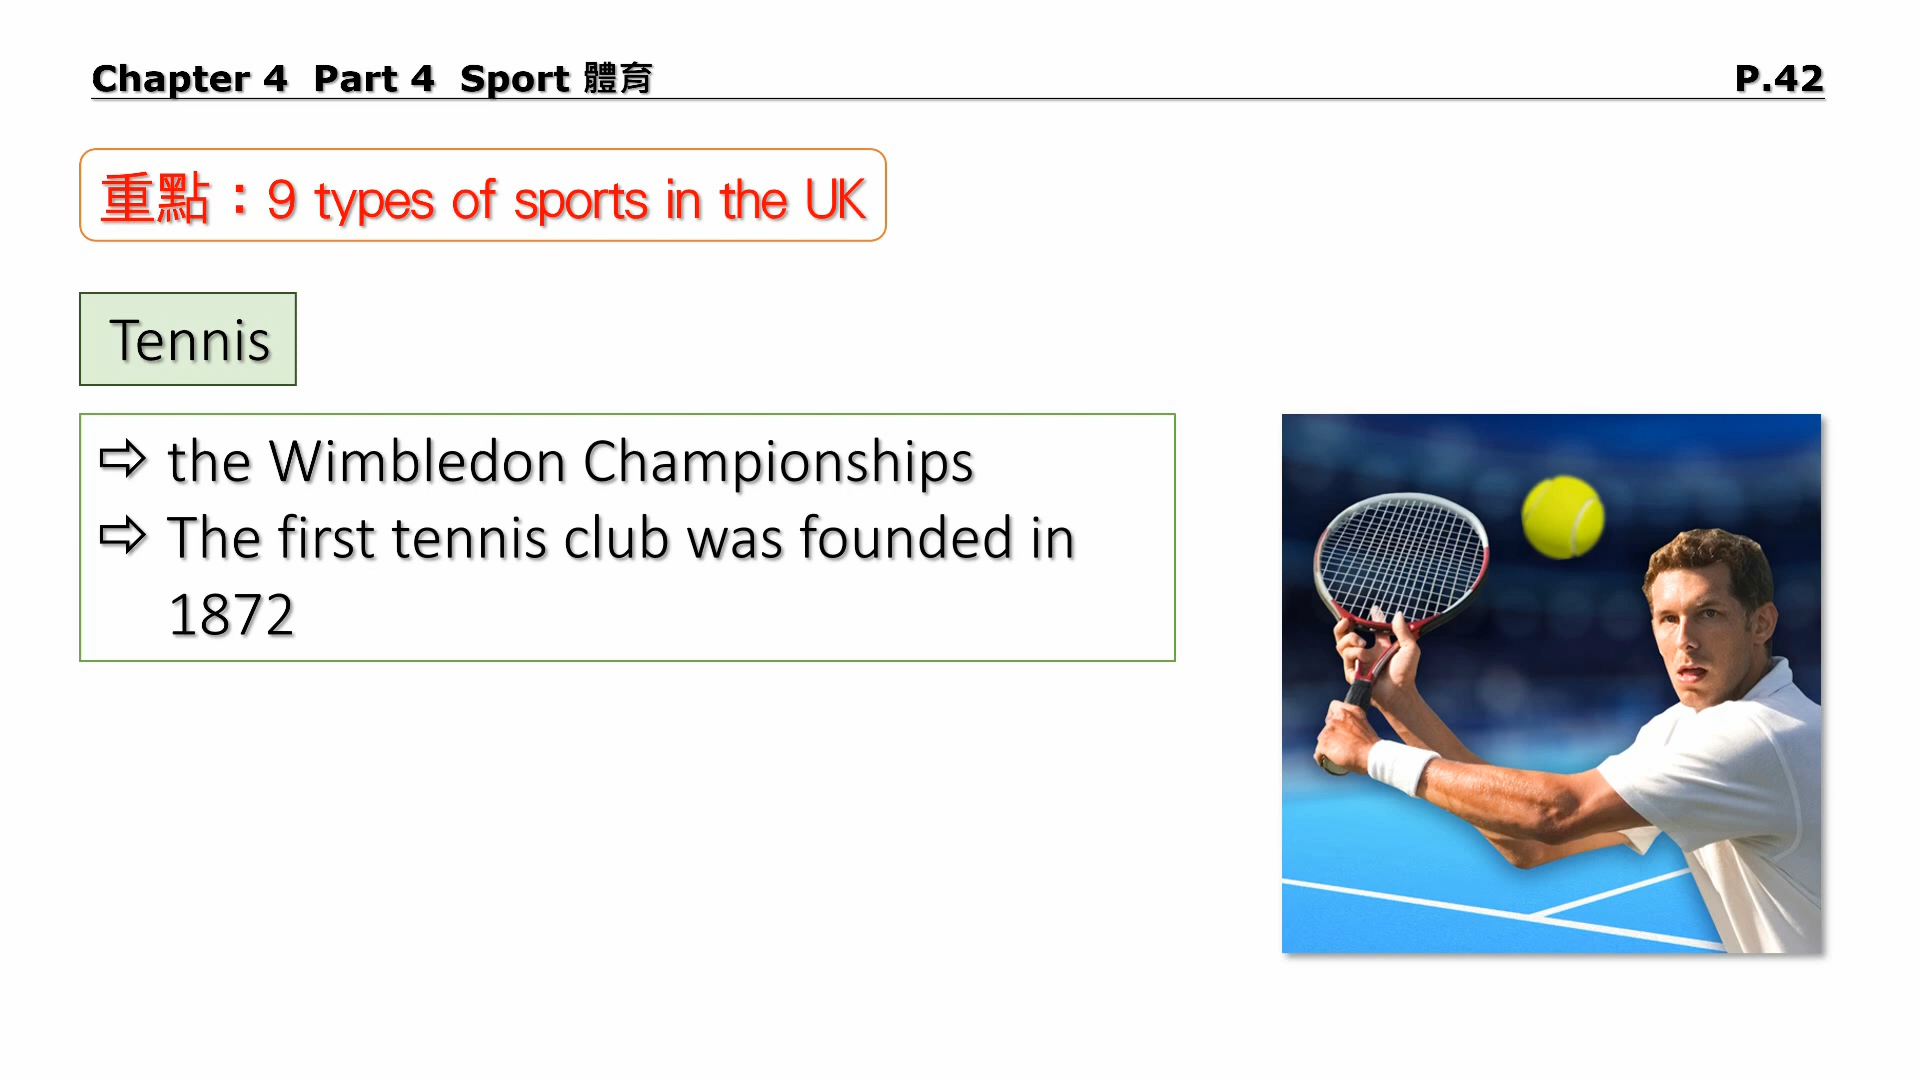 Chapter 4 Part 4 Sport 體育 P.42
重點：9 types of sports in the UK
Tennis
⇨ the Wimbledon Championships
⇨ The first tennis club was founded in
1872